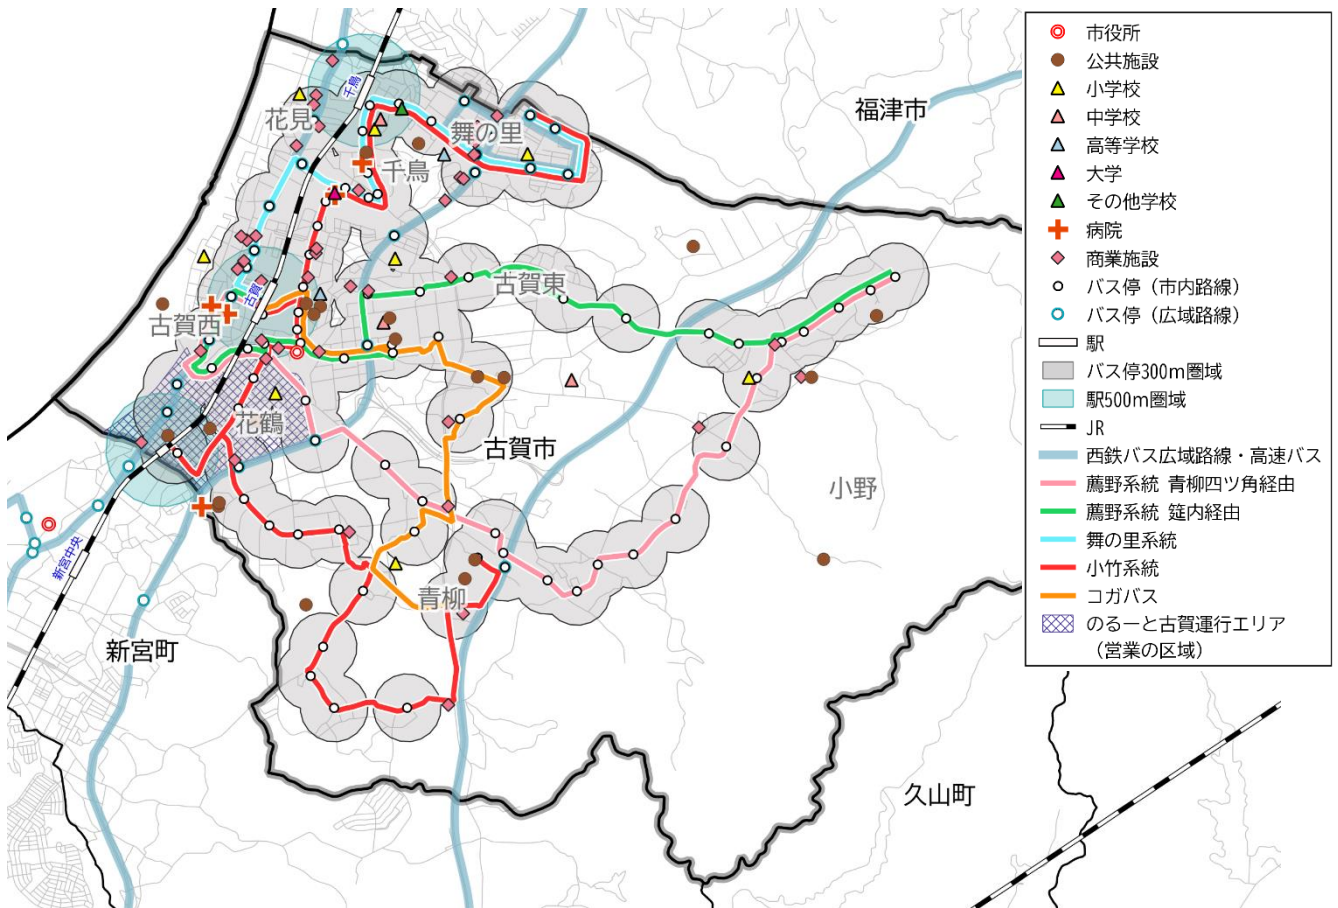 市役所
公共施設
小学校
中学校
高等学校
大学
その他学校
病院
商業施設
バス停（市内路線）
バス停（広域路線）
駅
バス停300m圏域
駅500m圏域
JR
西鉄バス広域路線・高速バス
薦野系統 青柳四ツ角経由
薦野系統 筵内経由
舞の里系統
小竹系統
コガバス
のるーと古賀運行エリア
（営業の区域）
千鳥
花見
舞の里
福津市
千鳥
古賀東
古賀
古賀西
花鶴
古賀市
小野
新宮中央
青柳
新宮町
久山町